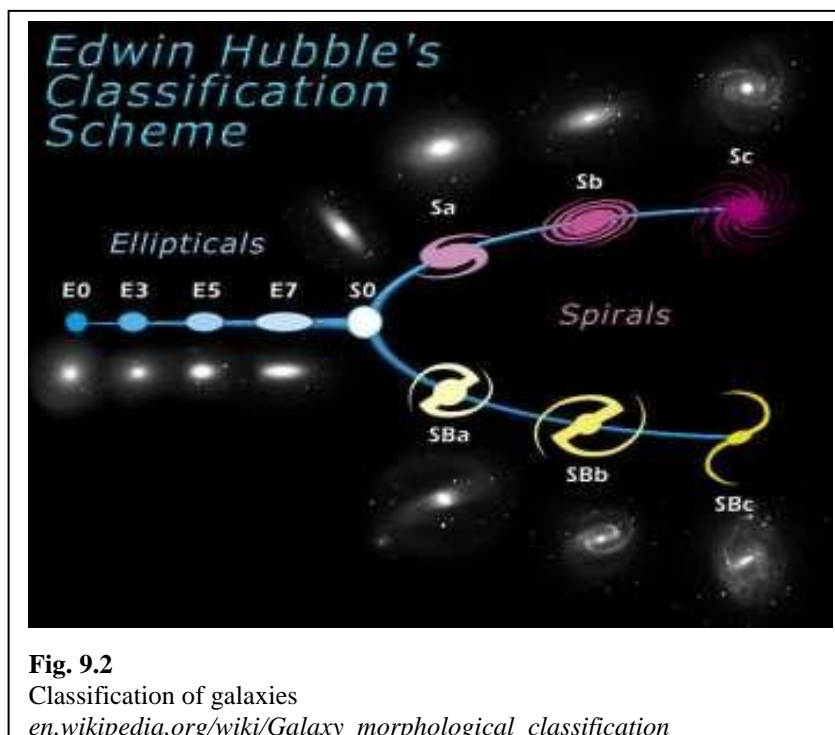 Edwin Hubble's
Classification
Scheme
Sc
Sb
Sa
Ellipticals
E0 E3 E5 E7 S0
Spirals
SBa
SBb
SBc
Fig. 9.2
Classification of galaxies
en.wikipedia.org/wiki/Galaxy_morphological_classification